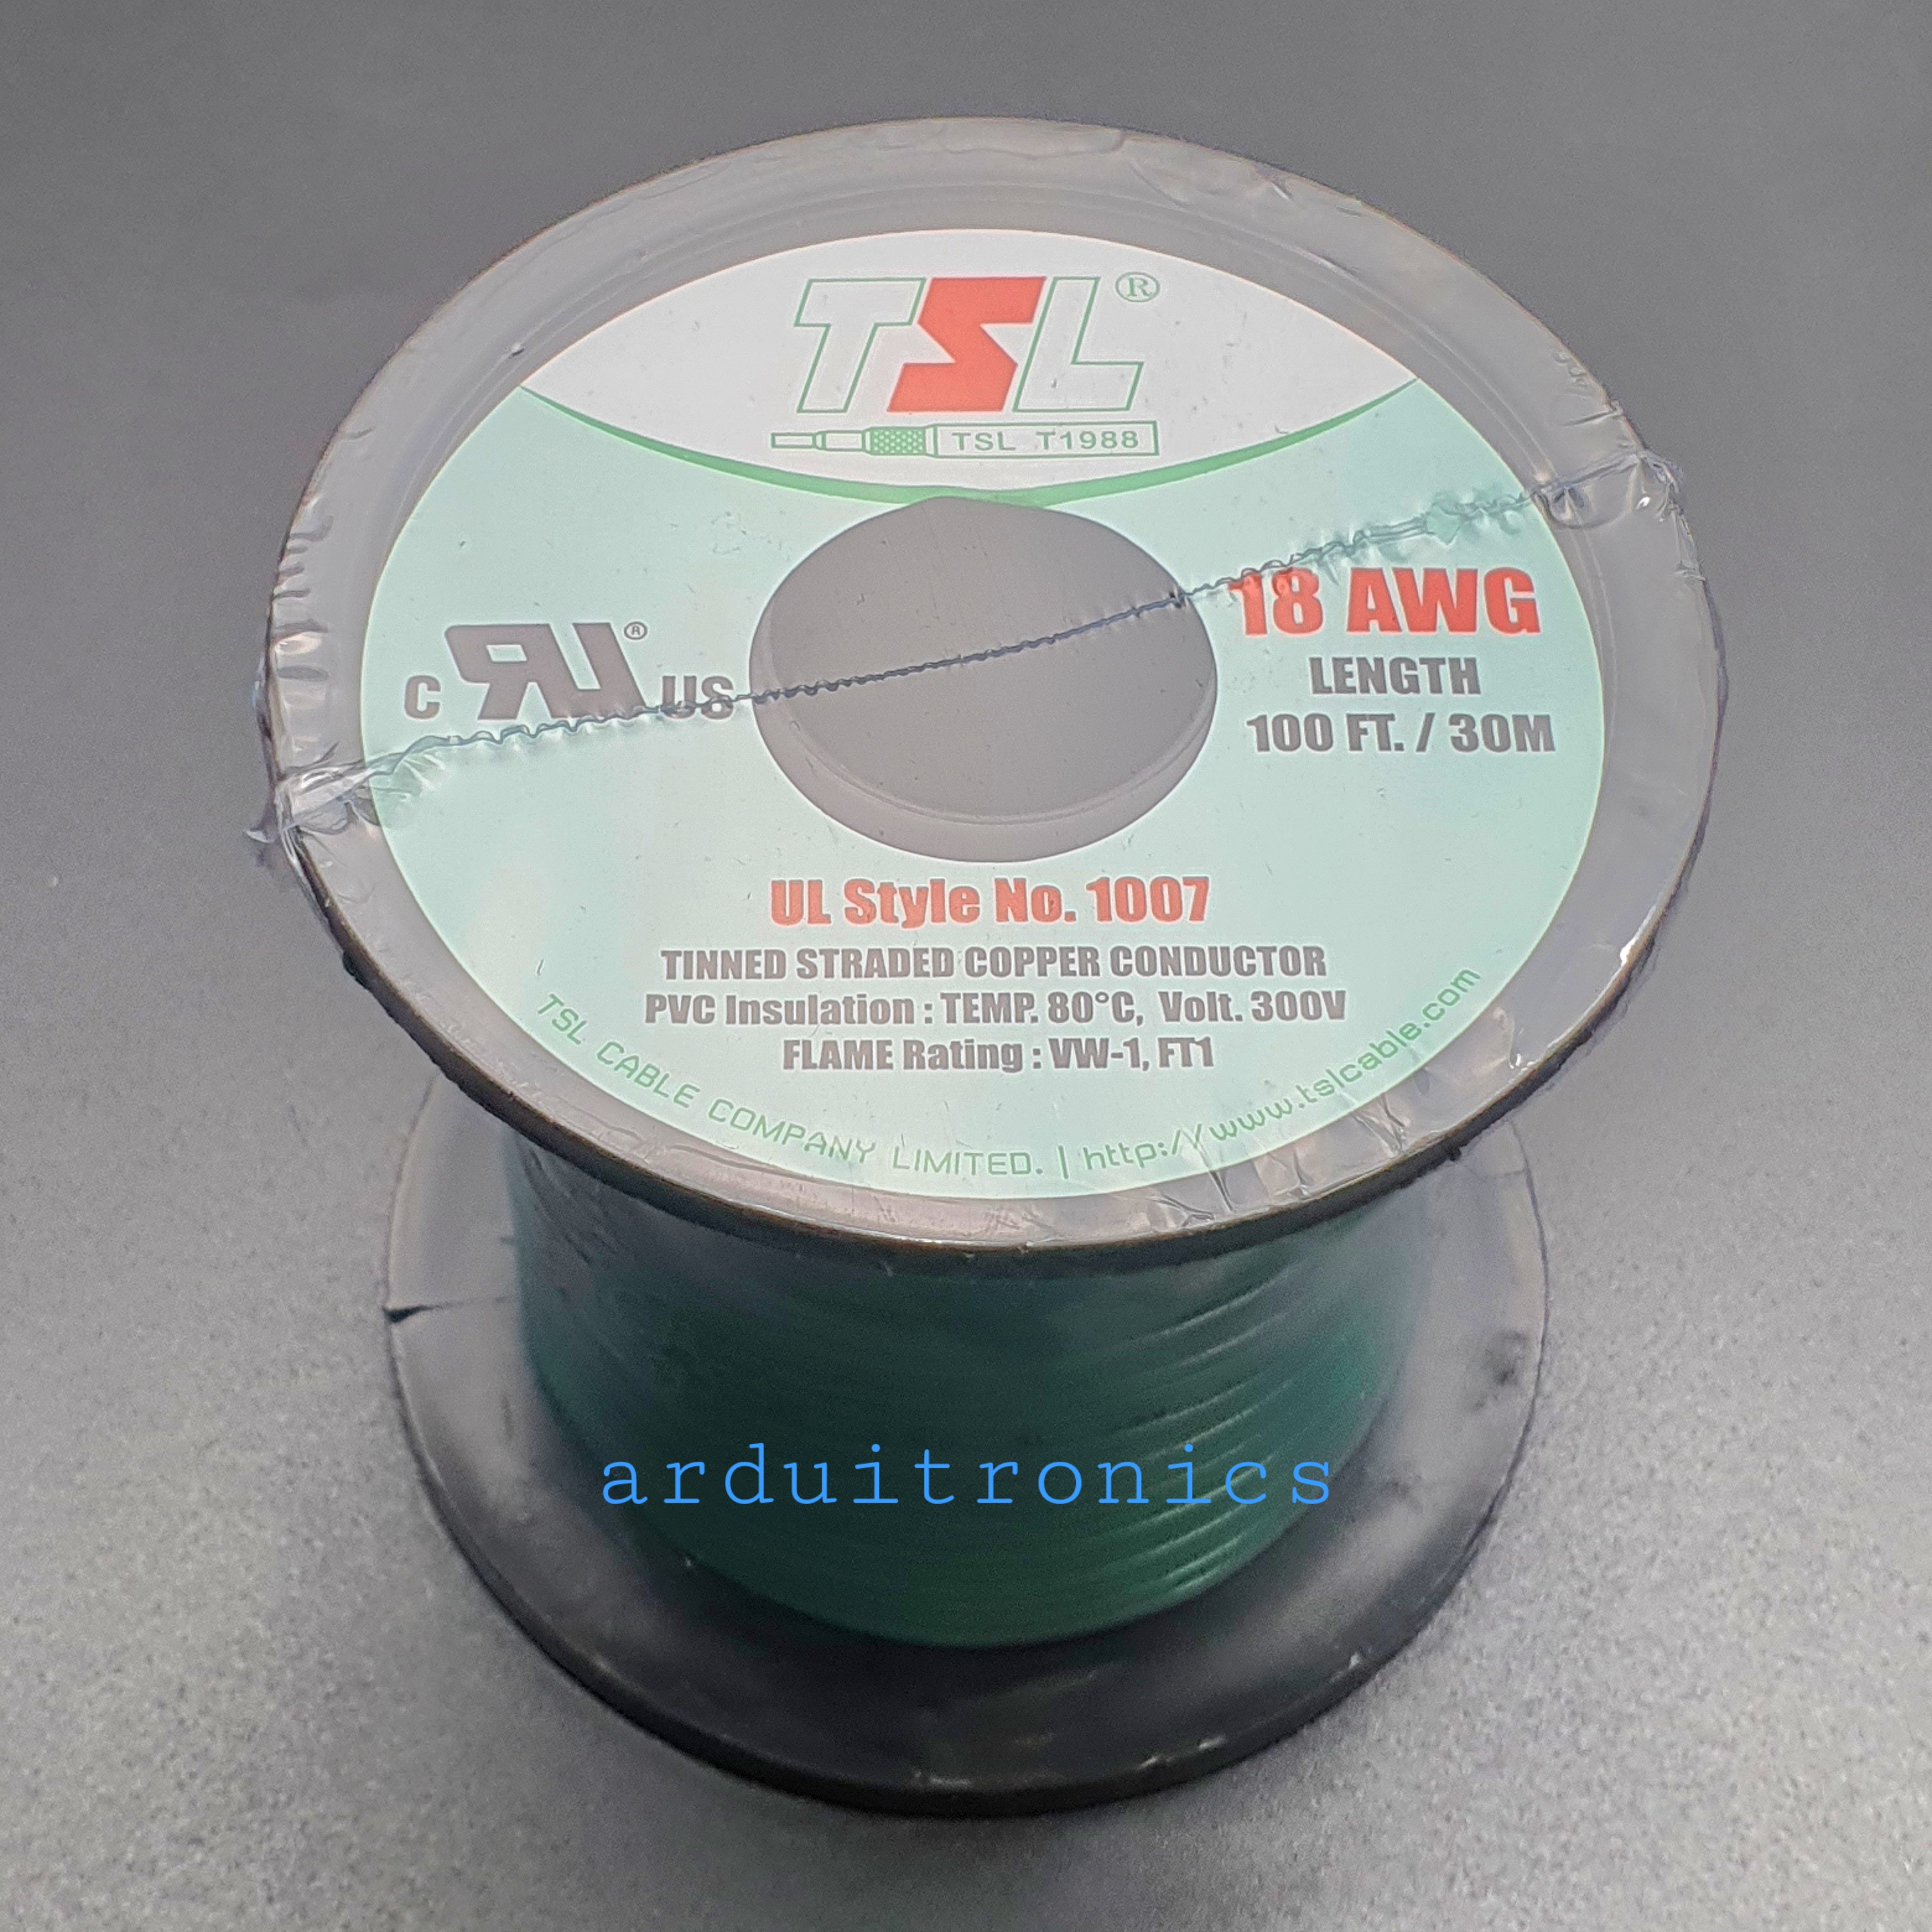 TSL®
TSL T1988
18 AWG
LENGTH
100 FT. / 30M
C RU® US
UL Style No. 1007
TINNED STRADED COPPER CONDUCTOR
PVC Insulation : TEMP. 80°C, Volt. 300V
FLAME Rating : VW-1, FT1
TSL CABLE COMPANY LIMITED. | http://www.tslcable.com
arduitronics